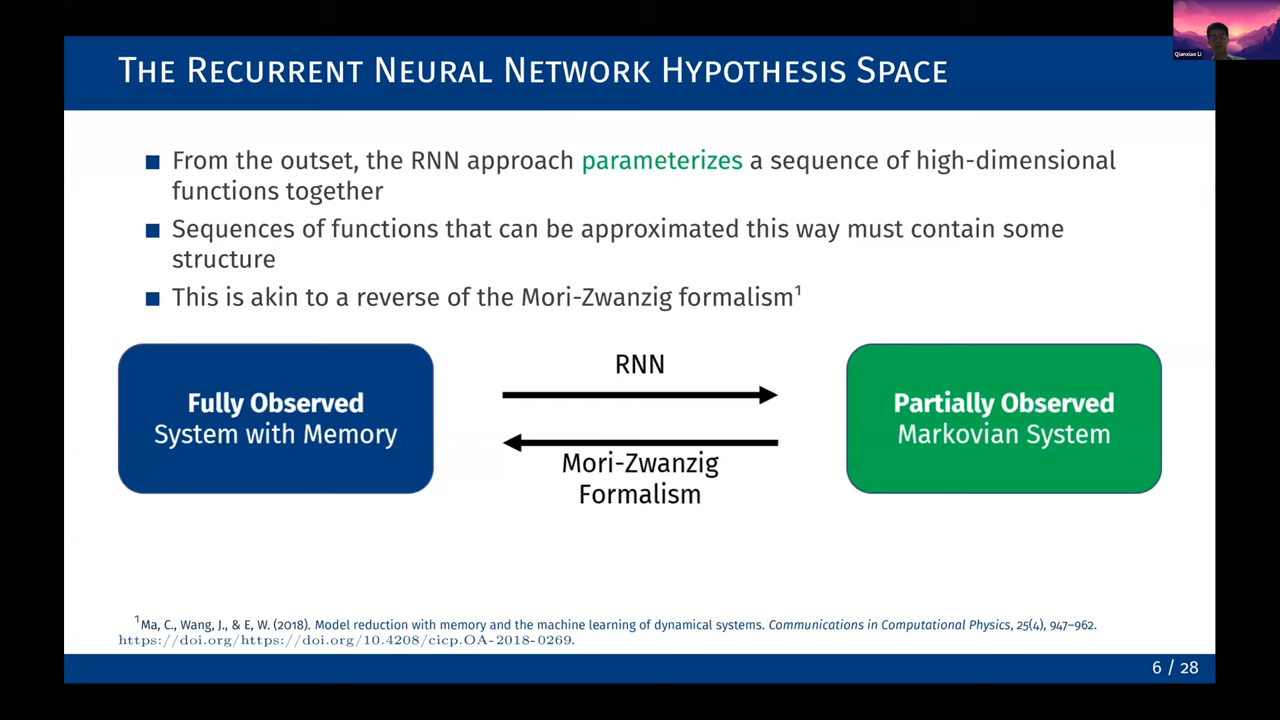 THE RECURRENT NEURAL NETWORK HYPOTHESIS SPACE
Qianxiao Li
From the outset, the RNN approach parameterizes a sequence of high-dimensional
functions together
Sequences of functions that can be approximated this way must contain some
structure
This is akin to a reverse of the Mori-Zwanzig formalism¹
Fully Observed
System with Memory
RNN
Mori-Zwanzig
Formalism
Partially Observed
Markovian System
¹Ma, C., Wang, J., & E, W. (2018). Model reduction with memory and the machine learning of dynamical systems. Communications in Computational Physics, 25(4), 947–962.
https://doi.org/https://doi.org/10.4208/cicp.OA-2018-0269.
6 / 28